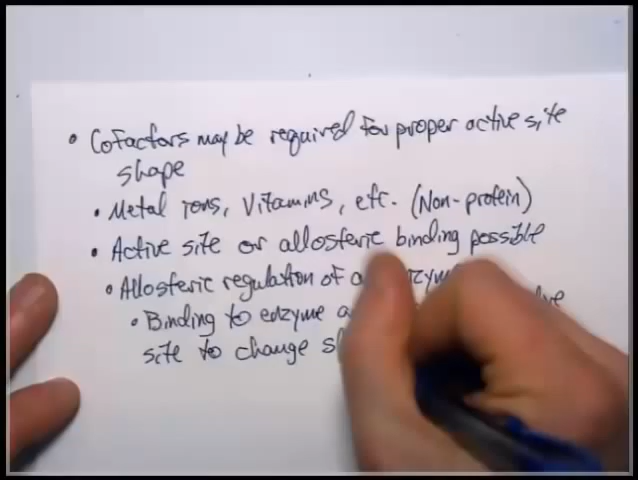 • Cofactors may be required for proper active site
shape
• Metal ions, Vitamins, etc. (Non-protein)
• Active site or allosteric binding possible
• Allosteric regulation of
• Binding to enzyme
site to change